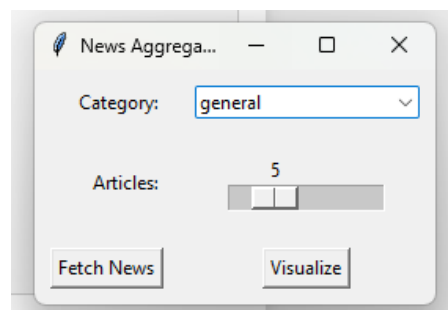 News Aggrega...
Category: general
5
Articles:
Fetch News Visualize